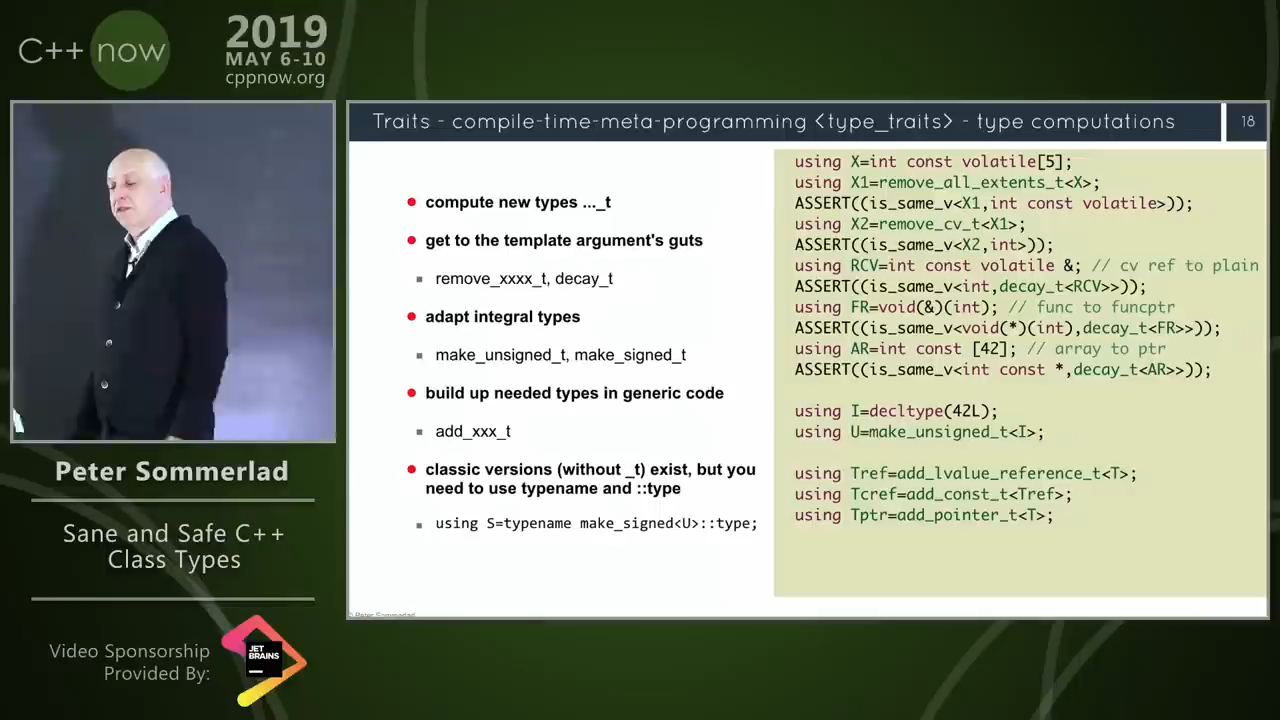 C++ now
2019
MAY 6-10
cppnow.org
Traits - compile-time-meta-programming <type_traits> - type computations
18
compute new types ..._t
get to the template argument's guts
remove_xxxx_t, decay_t
adapt integral types
make_unsigned_t, make_signed_t
build up needed types in generic code
add_xxx_t
classic versions (without _t) exist, but you
need to use typename and ::type
using S=typename make_signed<U>::type;
using X=int const volatile[5];
using X1=remove_all_extents_t<X>;
ASSERT((is_same_v<X1,int const volatile>));
using X2=remove_cv_t<X1>;
ASSERT((is_same_v<X2,int>));
using RCV=int const volatile &; // cv ref to plain
ASSERT((is_same_v<int,decay_t<RCV>>));
using FR=void(&)(int); // func to funcptr
ASSERT((is_same_v<void(*)(int),decay_t<FR>>));
using AR=int const [42]; // array to ptr
ASSERT((is_same_v<int const *,decay_t<AR>>));
using I=decltype(42L);
using U=make_unsigned_t<I>;
using Tref=add_lvalue_reference_t<T>;
using Tcref=add_const_t<Tref>;
using Tptr=add_pointer_t<T>;
© Peter Sommerlad
Peter Sommerlad
Sane and Safe C++
Class Types
Video Sponsorship
Provided By:
JET
BRAINS